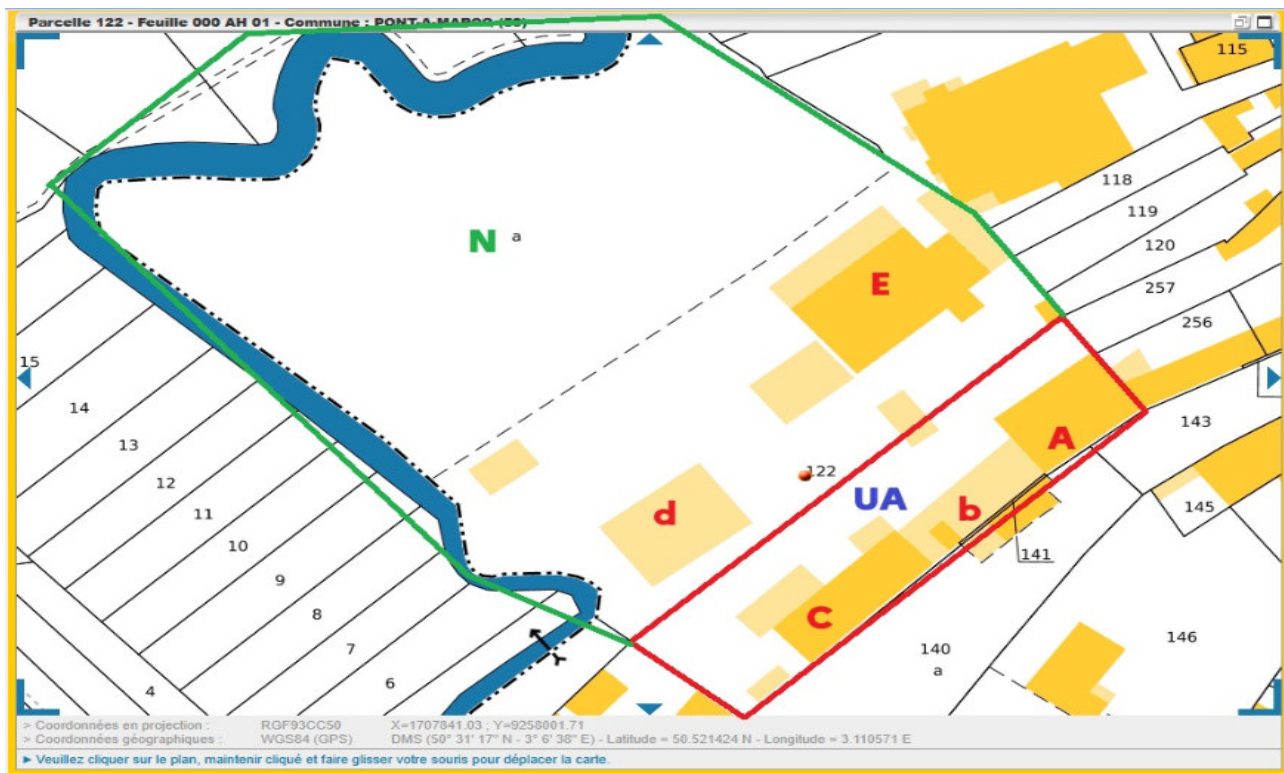 Parcelle 122 - Feuille 000 AH 01 - Commune : PONT-A-MARCQ (59)
115
118
119
N a
120
E
257
256
15
14
143
13
A
12
122
UA
145
11
d
b
10
141
9
8
C
7
140
a
146
6
4
> Coordonnées en projection : RGF93CC50 X=1707841.03 ; Y=9258001.71
> Coordonnées géographiques : WGS84 (GPS) DMS (50° 31' 17" N - 3° 6' 38" E) - Latitude = 50.521424 N - Longitude = 3.110571 E
► Veuillez cliquer sur le plan, maintenir cliqué et faire glisser votre souris pour déplacer la carte.